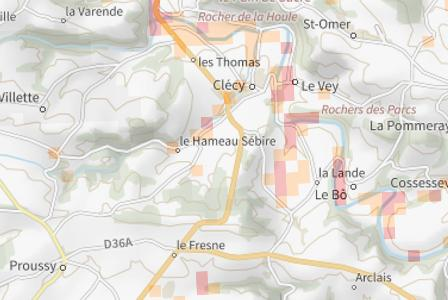 la Varende
Rocher de la Houle
St-Omer
les Thomas
Clécy
Le Vey
Villette
Rochers des Parcs
La Pommeray
le Hameau Sébire
la Lande
Le Bô
Cossessev
D36A
le Fresne
Proussy
Arclais